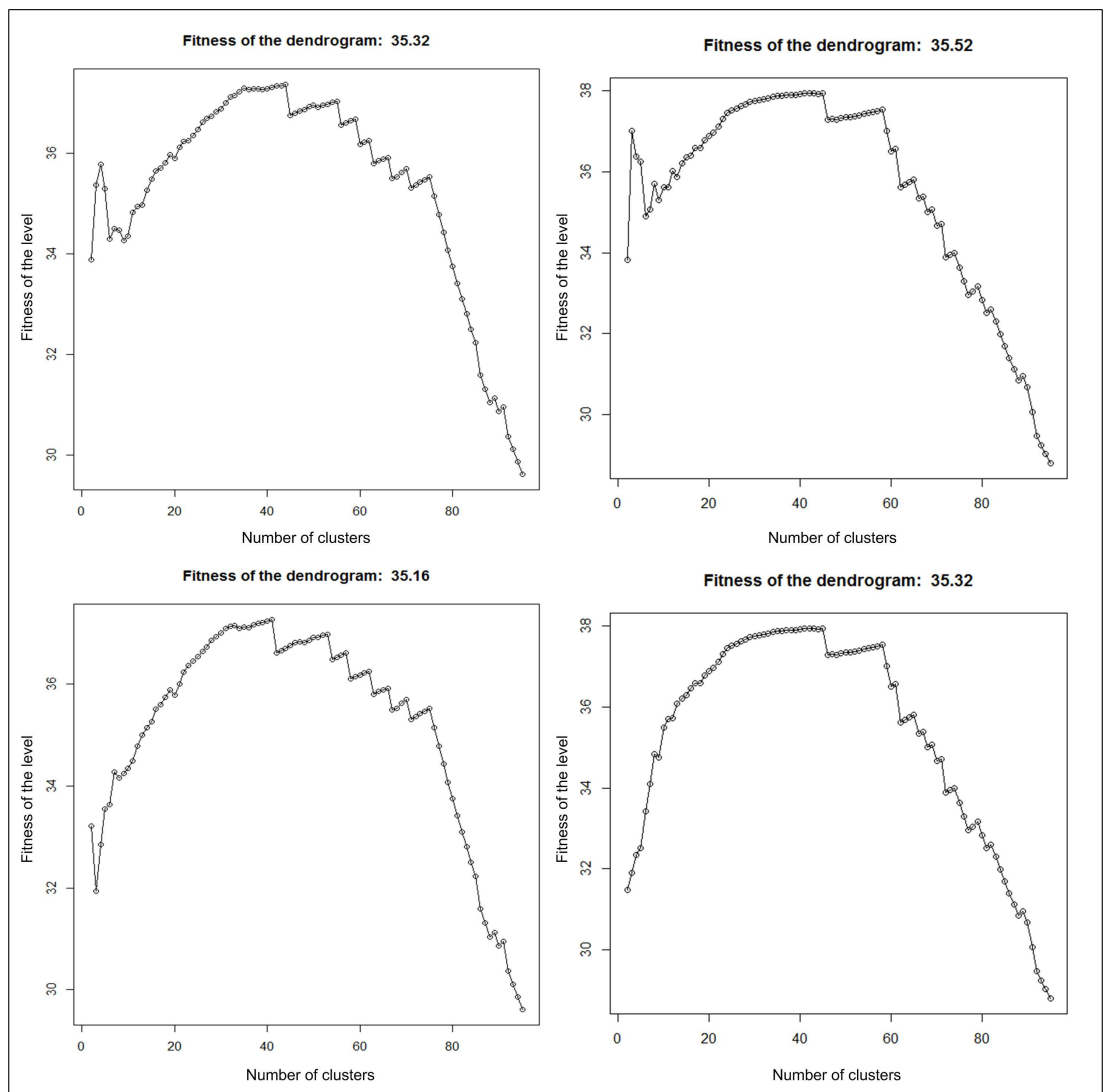 Fitness of the dendrogram: 35.32
Fitness of the level
36
34
32
30
0 20 40 60 80
Number of clusters
Fitness of the dendrogram: 35.52
Fitness of the level
38
36
34
32
30
0 20 40 60 80
Number of clusters
Fitness of the dendrogram: 35.16
Fitness of the level
36
34
32
30
0 20 40 60 80
Number of clusters
Fitness of the dendrogram: 35.32
Fitness of the level
38
36
34
32
30
0 20 40 60 80
Number of clusters